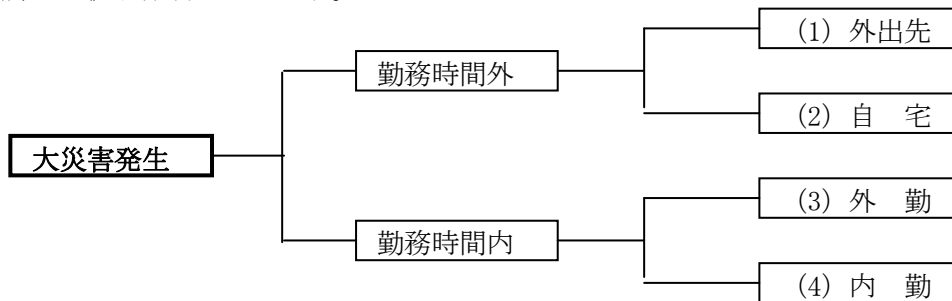 (1) 外出先
勤務時間外
(2) 自　宅
大災害発生
(3) 外　勤
勤務時間内
(4) 内　勤